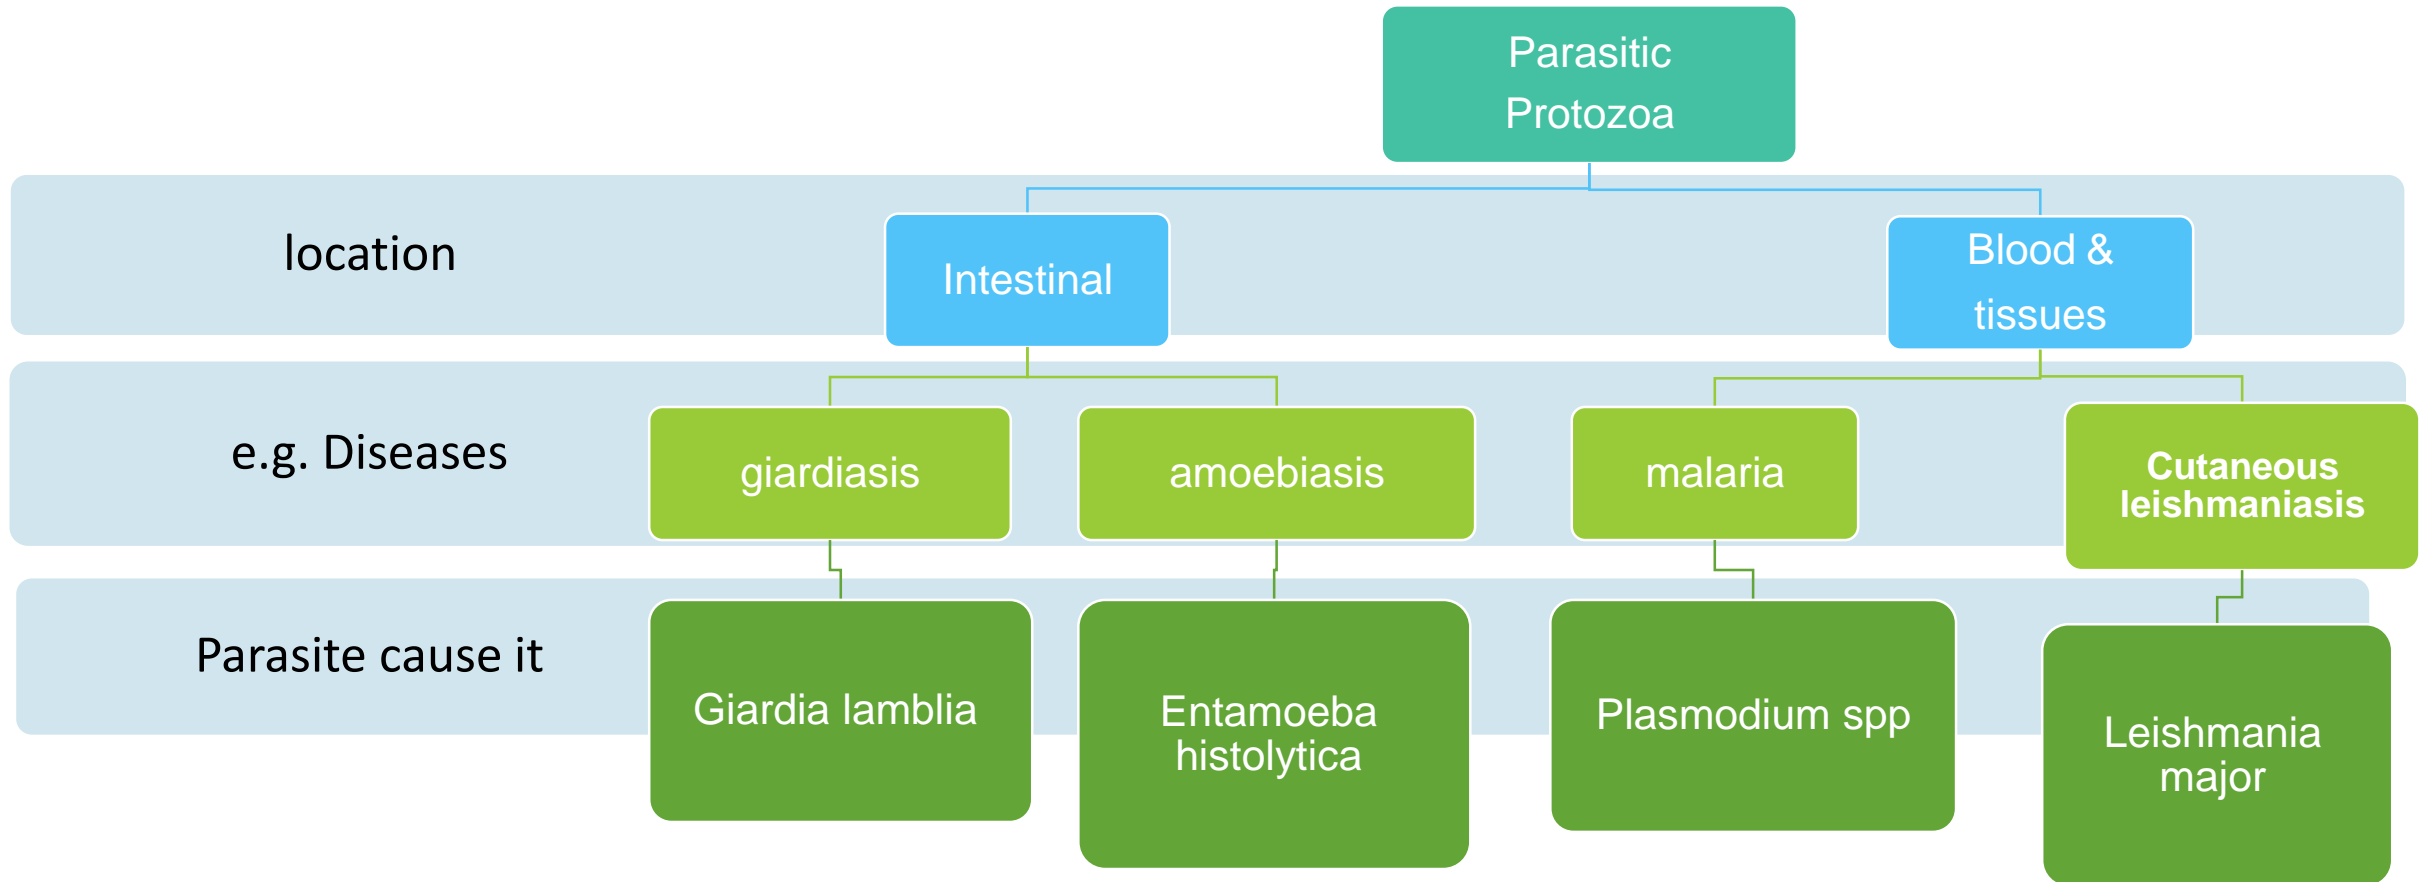 Parasitic
Protozoa
location
Intestinal
Blood &
tissues
e.g. Diseases
giardiasis
amoebiasis
malaria
Cutaneous
leishmaniasis
Parasite cause it
Giardia lamblia
Entamoeba
histolytica
Plasmodium spp
Leishmania
major